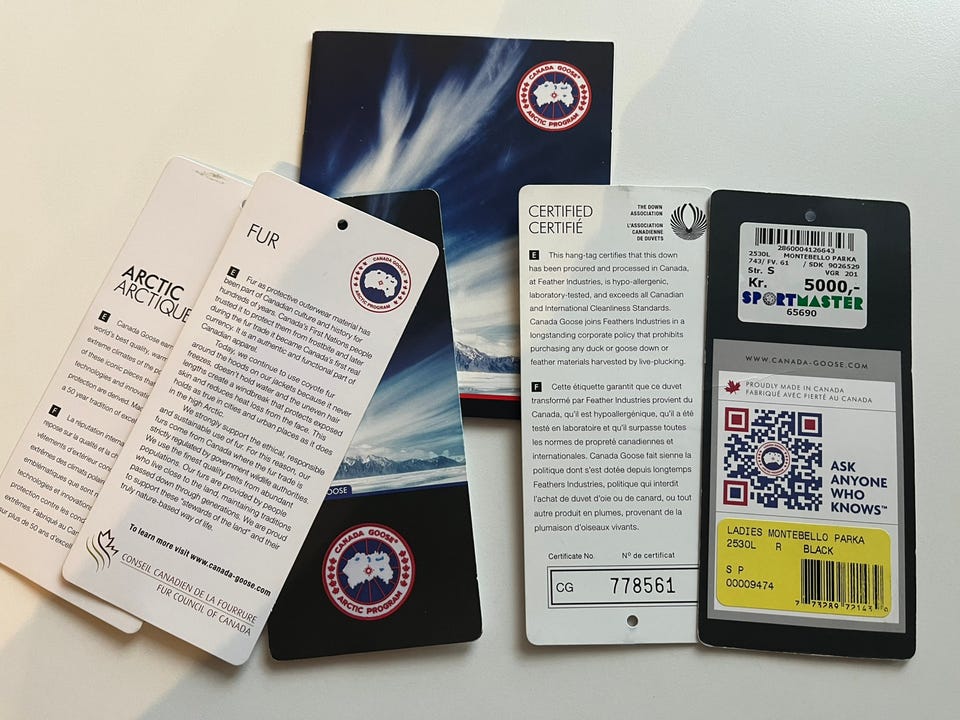 CANADA GOOSE®
ARCTIC PROGRAM
ARCTIC
ARCTIQUE
E Canada Goose
world's best quality, warm
extreme climates of the
of these iconic pieces
technologies and innovation
protection are derived. Ma
a 50 year tradition of excel
F La réputation interna
repose sur la qualité et la
vêtements d'extérieur con
extrêmes des climats pola
emblématiques que sont
technologies et innovation
protection contre les cond
extrêmes. Fabriqué au Can
sur plus de 50 ans d'excel
FUR
CANADA GOOSE®
ARCTIC PROGRAM
E Fur as protective outerwear material has
been part of Canadian culture and history for
hundreds of years. Canada's First Nations people
trusted it to protect them from frostbite and later
during the fur trade it became Canada's first real
currency. It is an authentic and functional part of
Canadian apparel.
Today, we continue to use coyote fur
around the hoods on our jackets because it never
freezes, doesn't hold water and the uneven hair
lengths create a windbreak that protects exposed
skin and reduces heat loss from the face. This
holds as true in cities and urban places as it does
in the high Arctic.
We strongly support the ethical, responsible
and sustainable use of fur. For this reason, our
furs come from Canada where the fur trade is
strictly regulated by government wildlife authorities.
We use the finest quality pelts from abundant
populations. Our furs are provided by people
who live close to the land, maintaining traditions
passed down through generations. We are proud
to support these "stewards of the land" and their
truly nature-based way of life.
To learn more visit www.canada-goose.com
CONSEIL CANADIEN DE LA FOURRURE
FUR COUNCIL OF CANADA
GOOSE
CANADA GOOSE®
ARCTIC PROGRAM
CERTIFIED
CERTIFIÉ
THE DOWN
ASSOCIATION
L'ASSOCIATION
CANADIENNE
DE DUVETS
E This hang-tag certifies that this down
has been procured and processed in Canada,
at Feather Industries, is hypo-allergenic,
laboratory-tested, and exceeds all Canadian
and International Cleanliness Standards.
Canada Goose joins Feathers Industries in a
longstanding corporate policy that prohibits
purchasing any duck or goose down or
feather materials harvested by live-plucking.
F Cette étiquette garantit que ce duvet
transformé par Feather Industries provient du
Canada, qu'il est hypoallergénique, qu'il a été
testé en laboratoire et qu'il surpasse toutes
les normes de propreté canadiennes et
internationales. Canada Goose fait sienne la
politique dont s'est dotée depuis longtemps
Feathers Industries, politique qui interdit
l'achat de duvet d'oie ou de canard, ou tout
autre produit en plumes, provenant de la
plumaison d'oiseaux vivants.
Certificate No. Nº de certificat
CG 778561
2860004126643
2530L MONTEBELLO PARKA
743/ FV. 61 / SDK 9026529
VGR 201
Str. S
Kr. 5000,-
SPORTMASTER
65690
WWW.CANADA-GOOSE.COM
PROUDLY MADE IN CANADA
FABRIQUÉ AVEC FIERTÉ AU CANADA
ASK
ANYONE
WHO
KNOWS™
LADIES MONTEBELLO PARKA
2530L R BLACK
S P
00009474
7 73289 72143 0